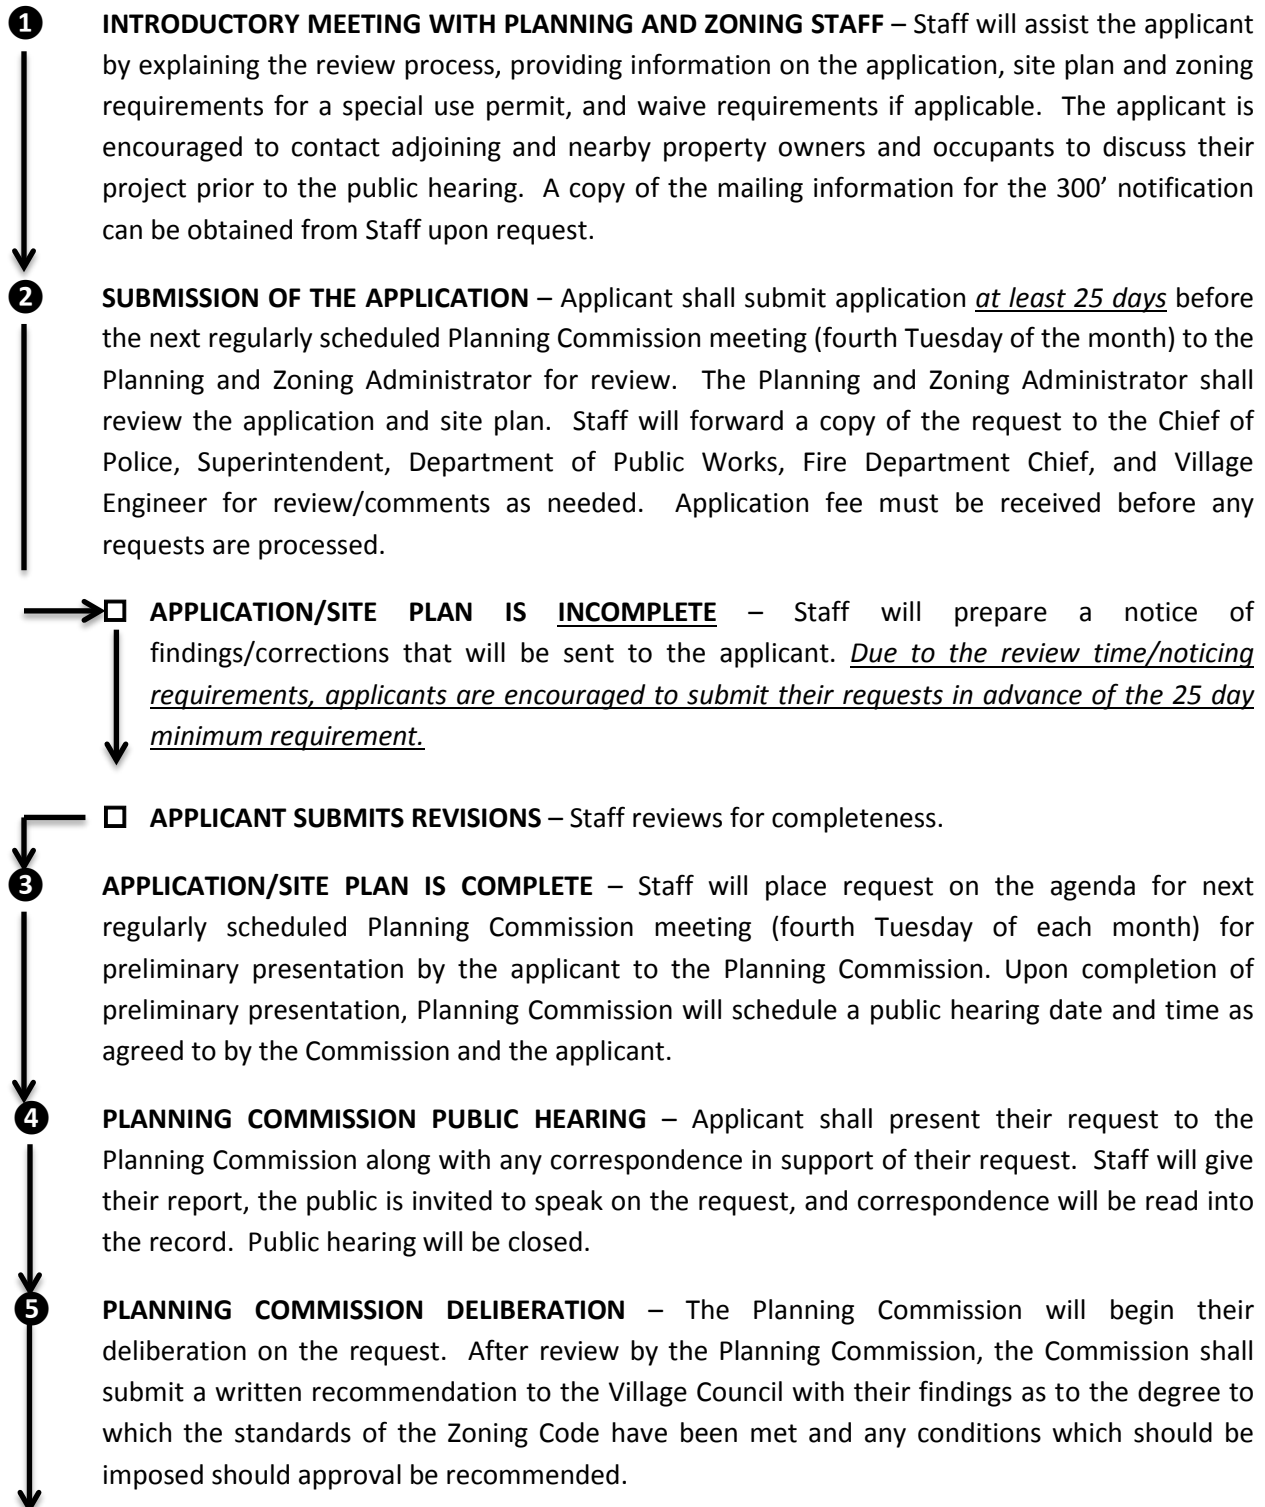 ❶ INTRODUCTORY MEETING WITH PLANNING AND ZONING STAFF – Staff will assist the applicant
by explaining the review process, providing information on the application, site plan and zoning
requirements for a special use permit, and waive requirements if applicable. The applicant is
encouraged to contact adjoining and nearby property owners and occupants to discuss their
project prior to the public hearing. A copy of the mailing information for the 300’ notification
can be obtained from Staff upon request.
❷ SUBMISSION OF THE APPLICATION – Applicant shall submit application at least 25 days before
the next regularly scheduled Planning Commission meeting (fourth Tuesday of the month) to the
Planning and Zoning Administrator for review. The Planning and Zoning Administrator shall
review the application and site plan. Staff will forward a copy of the request to the Chief of
Police, Superintendent, Department of Public Works, Fire Department Chief, and Village
Engineer for review/comments as needed. Application fee must be received before any
requests are processed.
☐ APPLICATION/SITE PLAN IS INCOMPLETE – Staff will prepare a notice of
findings/corrections that will be sent to the applicant. Due to the review time/noticing
requirements, applicants are encouraged to submit their requests in advance of the 25 day
minimum requirement.
☐ APPLICANT SUBMITS REVISIONS – Staff reviews for completeness.
❸ APPLICATION/SITE PLAN IS COMPLETE – Staff will place request on the agenda for next
regularly scheduled Planning Commission meeting (fourth Tuesday of each month) for
preliminary presentation by the applicant to the Planning Commission. Upon completion of
preliminary presentation, Planning Commission will schedule a public hearing date and time as
agreed to by the Commission and the applicant.
❹ PLANNING COMMISSION PUBLIC HEARING – Applicant shall present their request to the
Planning Commission along with any correspondence in support of their request. Staff will give
their report, the public is invited to speak on the request, and correspondence will be read into
the record. Public hearing will be closed.
❺ PLANNING COMMISSION DELIBERATION – The Planning Commission will begin their
deliberation on the request. After review by the Planning Commission, the Commission shall
submit a written recommendation to the Village Council with their findings as to the degree to
which the standards of the Zoning Code have been met and any conditions which should be
imposed should approval be recommended.